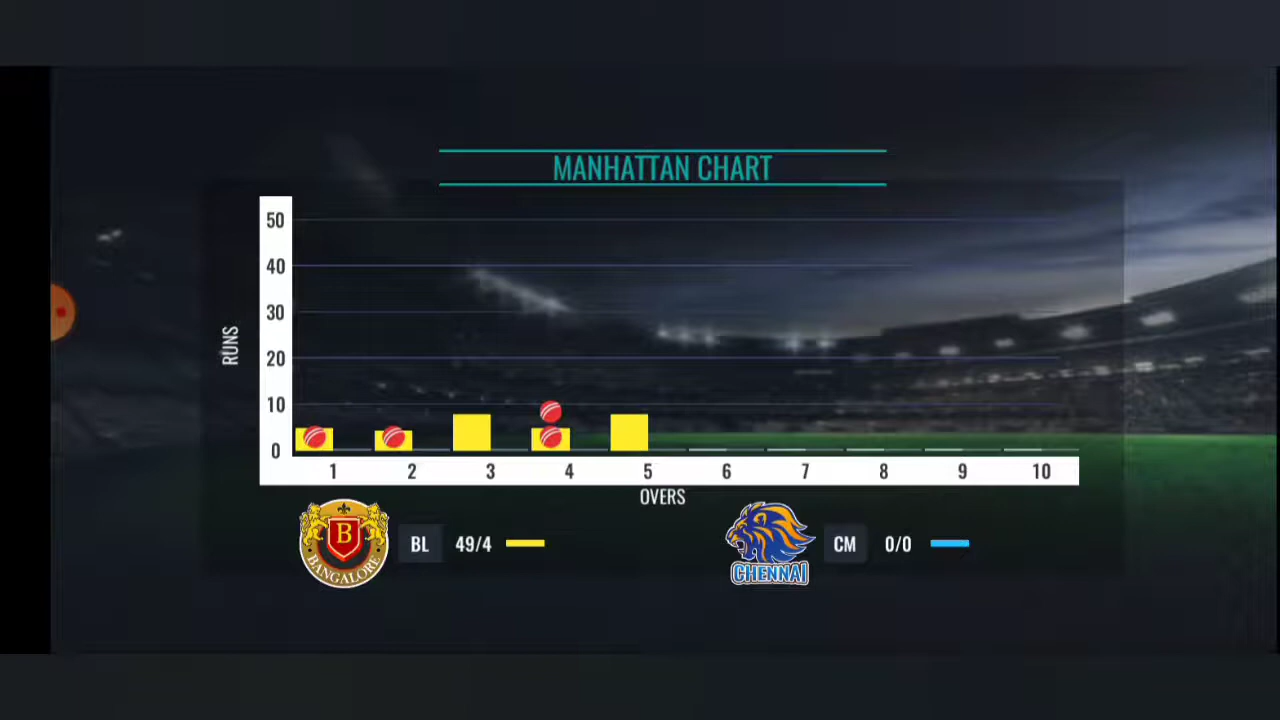 MANHATTAN CHART
50
40
30
20
10
0
RUNS
1 2 3 4 5 6 7 8 9 10
OVERS
B
BANGALORE
BL 49/4
CHENNAI
CM 0/0